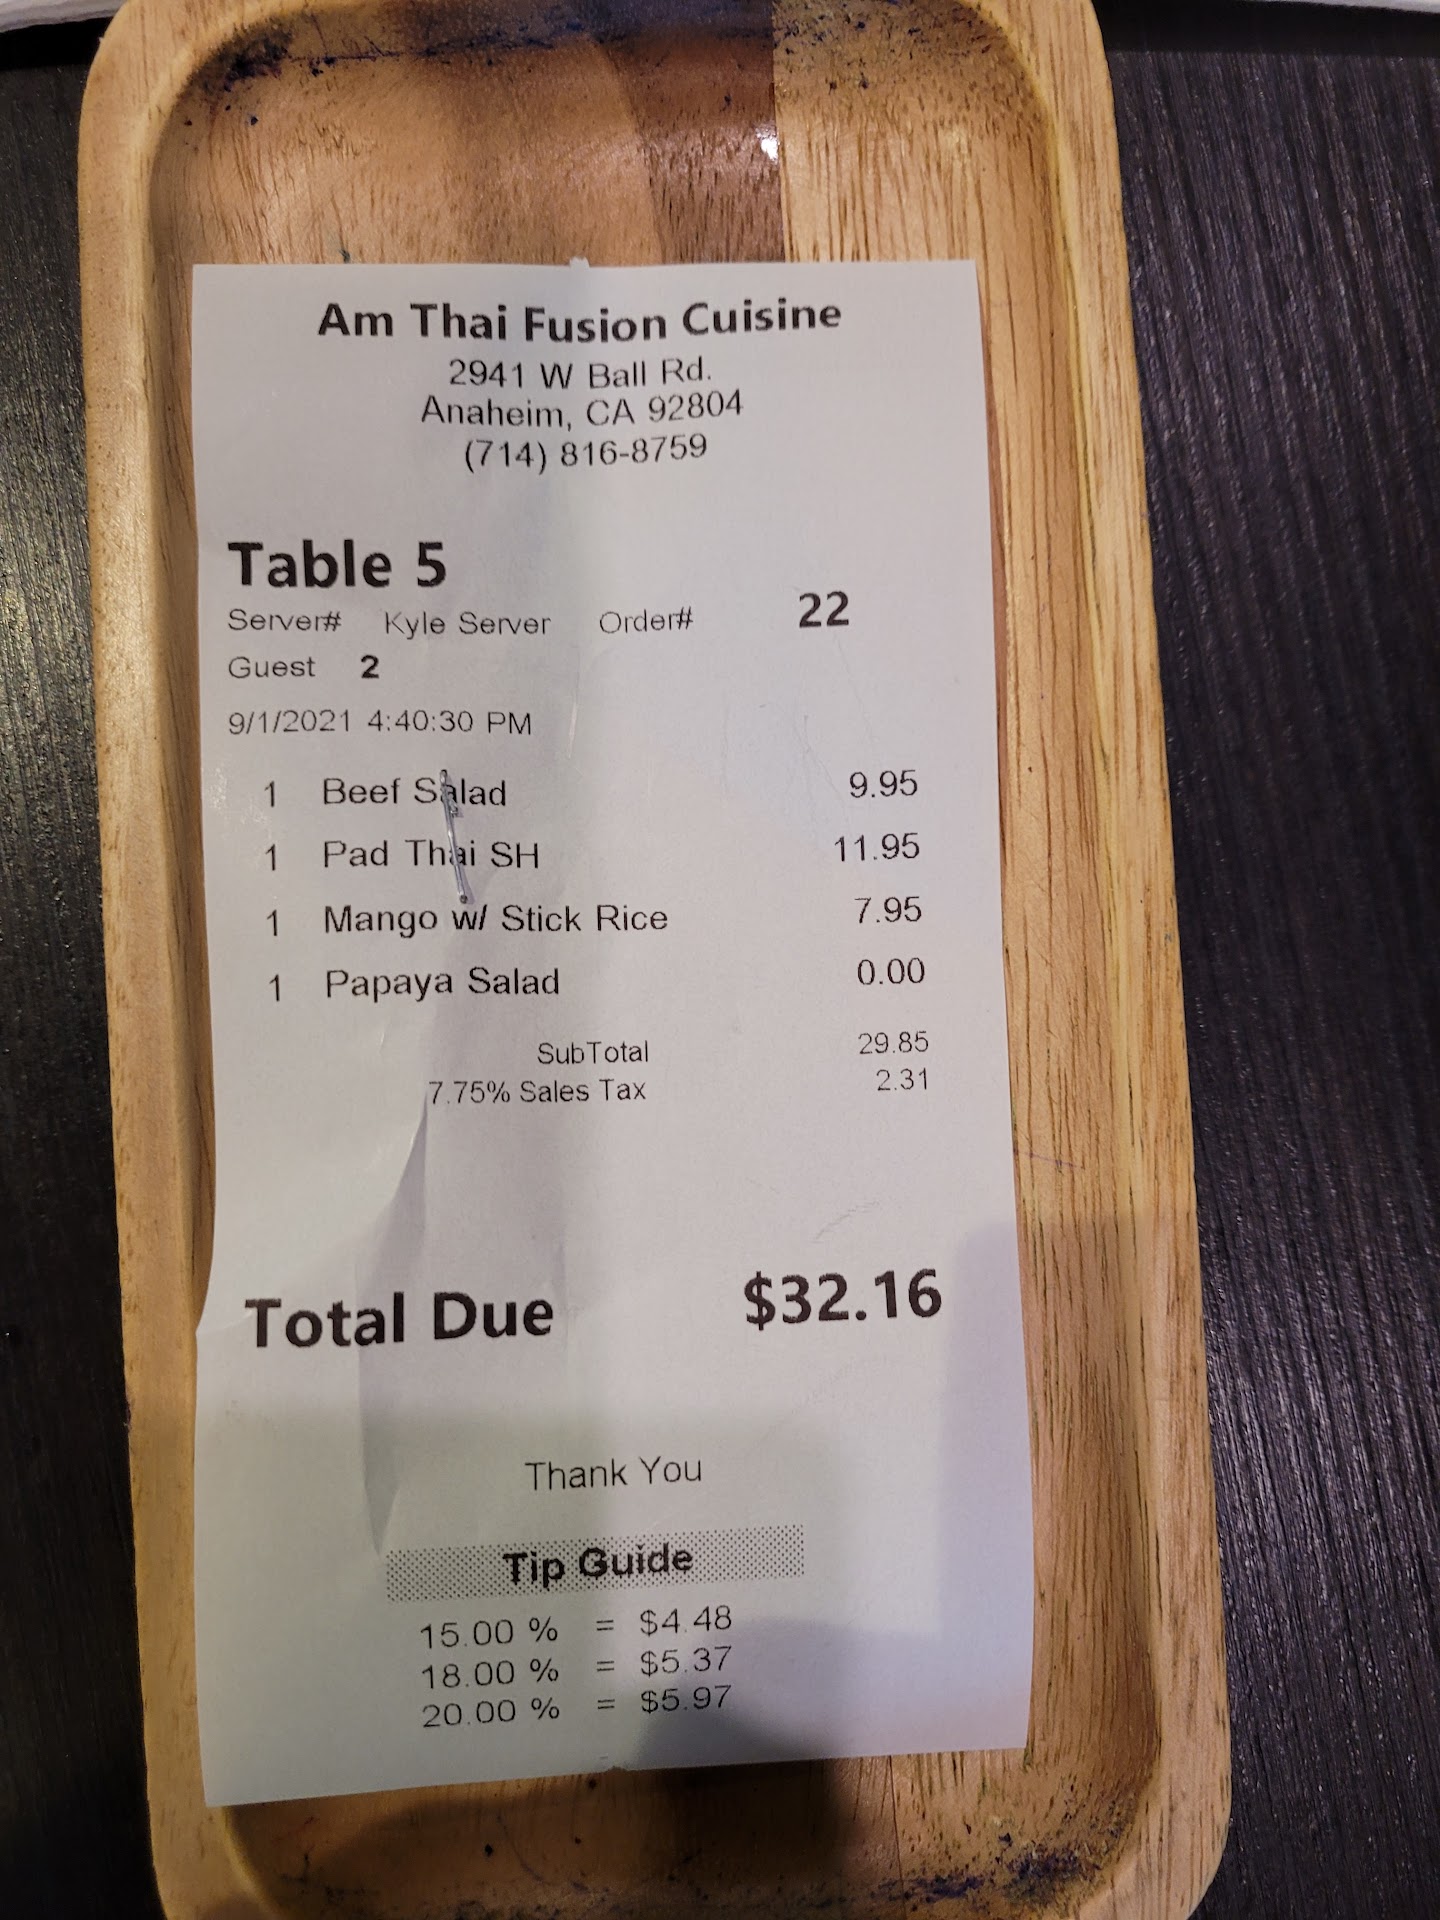 Am Thai Fusion Cuisine
2941 W Ball Rd.
Anaheim, CA 92804
(714) 816-8759
Table 5
Server# Kyle Server Order# 22
Guest 2
9/1/2021 4:40:30 PM
1 Beef Salad 9.95
1 Pad Thai SH 11.95
1 Mango w/ Stick Rice 7.95
1 Papaya Salad 0.00
SubTotal 29.85
7.75% Sales Tax 2.31
Total Due $32.16
Thank You
Tip Guide
15.00 % = $4.48
18.00 % = $5.37
20.00 % = $5.97